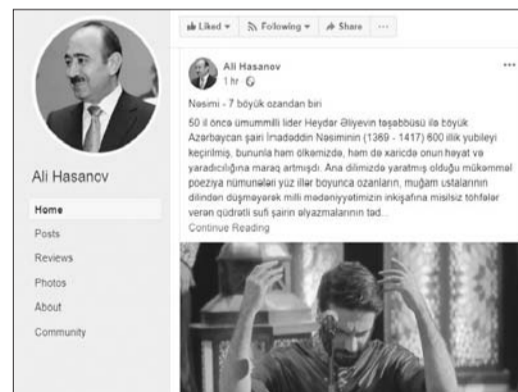 Liked
Following
Share
Ali Hasanov
1 hr
Nəsimi - 7 böyük ozandan biri
50 il öncə ümummilli lider Heydər Əliyevin təşəbbüsü ilə böyük
Azərbaycan şairi İmadəddin Nəsiminin (1369 - 1417) 600 illik yubileyi
keçirilmiş, bununla həm ölkəmizdə, həm də xaricdə onun həyat və
yaradıcılığına maraq artmışdı. Ana dilimizdə yaratmış olduğu mükəmməl
poeziya nümunələri yüz illər boyunca ozanların, muğam ustalarının
dilindən düşməyərək milli mədəniyyətimizin inkişafına misilsiz töhfələr
verən qüdrətli sufi şairin əlyazmalarının təd...
Continue Reading
Ali Hasanov
Home
Posts
Reviews
Photos
About
Community